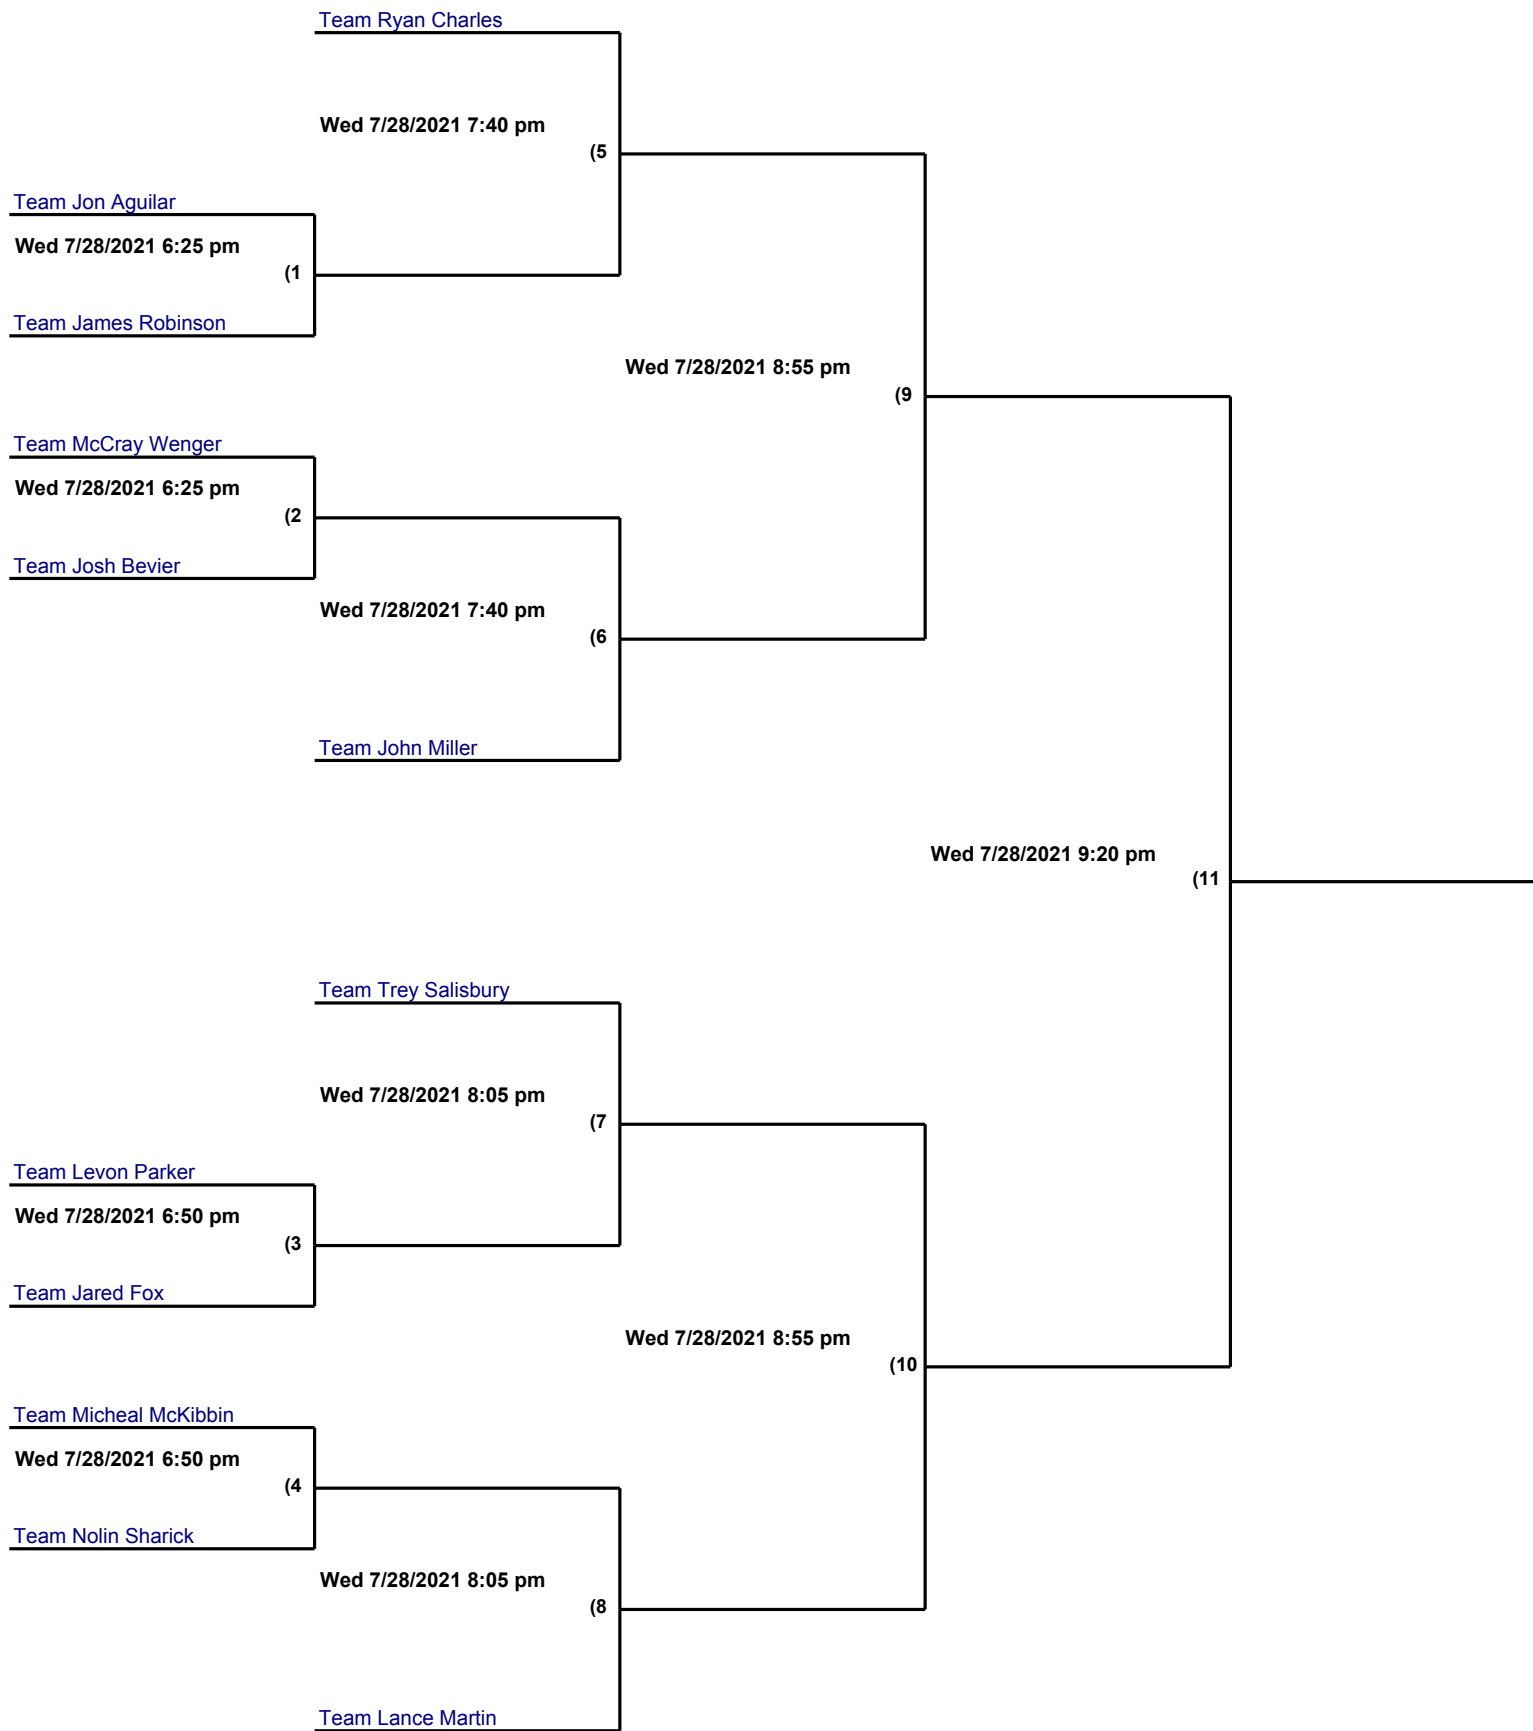 Team Ryan Charles
Wed 7/28/2021 7:40 pm
(5
Team Jon Aguilar
Wed 7/28/2021 6:25 pm
(1
Team James Robinson
Wed 7/28/2021 8:55 pm
(9
Team McCray Wenger
Wed 7/28/2021 6:25 pm
(2
Team Josh Bevier
Wed 7/28/2021 7:40 pm
(6
Team John Miller
Wed 7/28/2021 9:20 pm
(11
Team Trey Salisbury
Wed 7/28/2021 8:05 pm
(7
Team Levon Parker
Wed 7/28/2021 6:50 pm
(3
Team Jared Fox
Wed 7/28/2021 8:55 pm
(10
Team Micheal McKibbin
Wed 7/28/2021 6:50 pm
(4
Team Nolin Sharick
Wed 7/28/2021 8:05 pm
(8
Team Lance Martin